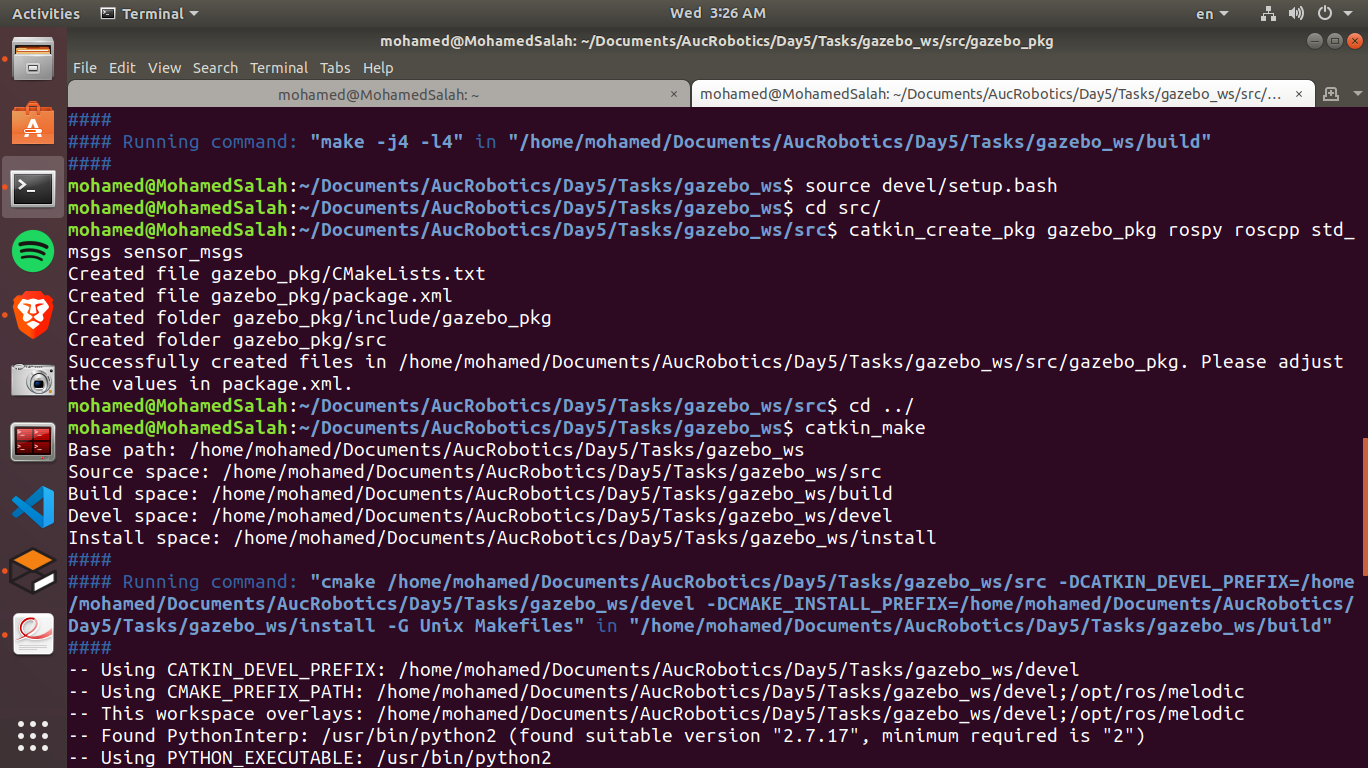 Activities Terminal Wed 3:26 AM en
mohamed@MohamedSalah: ~/Documents/AucRobotics/Day5/Tasks/gazebo_ws/src/gazebo_pkg
File Edit View Search Terminal Tabs Help
mohamed@MohamedSalah: ~ × mohamed@MohamedSalah: ~/Documents/AucRobotics/Day5/Tasks/gazebo_ws/src/... ×
####
#### Running command: "make -j4 -l4" in "/home/mohamed/Documents/AucRobotics/Day5/Tasks/gazebo_ws/build"
####
mohamed@MohamedSalah:~/Documents/AucRobotics/Day5/Tasks/gazebo_ws$ source devel/setup.bash
mohamed@MohamedSalah:~/Documents/AucRobotics/Day5/Tasks/gazebo_ws$ cd src/
mohamed@MohamedSalah:~/Documents/AucRobotics/Day5/Tasks/gazebo_ws/src$ catkin_create_pkg gazebo_pkg rospy roscpp std_
msgs sensor_msgs
Created file gazebo_pkg/CMakeLists.txt
Created file gazebo_pkg/package.xml
Created folder gazebo_pkg/include/gazebo_pkg
Created folder gazebo_pkg/src
Successfully created files in /home/mohamed/Documents/AucRobotics/Day5/Tasks/gazebo_ws/src/gazebo_pkg. Please adjust
the values in package.xml.
mohamed@MohamedSalah:~/Documents/AucRobotics/Day5/Tasks/gazebo_ws/src$ cd ../
mohamed@MohamedSalah:~/Documents/AucRobotics/Day5/Tasks/gazebo_ws$ catkin_make
Base path: /home/mohamed/Documents/AucRobotics/Day5/Tasks/gazebo_ws
Source space: /home/mohamed/Documents/AucRobotics/Day5/Tasks/gazebo_ws/src
Build space: /home/mohamed/Documents/AucRobotics/Day5/Tasks/gazebo_ws/build
Devel space: /home/mohamed/Documents/AucRobotics/Day5/Tasks/gazebo_ws/devel
Install space: /home/mohamed/Documents/AucRobotics/Day5/Tasks/gazebo_ws/install
####
#### Running command: "cmake /home/mohamed/Documents/AucRobotics/Day5/Tasks/gazebo_ws/src -DCATKIN_DEVEL_PREFIX=/home
/mohamed/Documents/AucRobotics/Day5/Tasks/gazebo_ws/devel -DCMAKE_INSTALL_PREFIX=/home/mohamed/Documents/AucRobotics/
Day5/Tasks/gazebo_ws/install -G Unix Makefiles" in "/home/mohamed/Documents/AucRobotics/Day5/Tasks/gazebo_ws/build"
####
-- Using CATKIN_DEVEL_PREFIX: /home/mohamed/Documents/AucRobotics/Day5/Tasks/gazebo_ws/devel
-- Using CMAKE_PREFIX_PATH: /home/mohamed/Documents/AucRobotics/Day5/Tasks/gazebo_ws/devel;/opt/ros/melodic
-- This workspace overlays: /home/mohamed/Documents/AucRobotics/Day5/Tasks/gazebo_ws/devel;/opt/ros/melodic
-- Found PythonInterp: /usr/bin/python2 (found suitable version "2.7.17", minimum required is "2")
-- Using PYTHON_EXECUTABLE: /usr/bin/python2